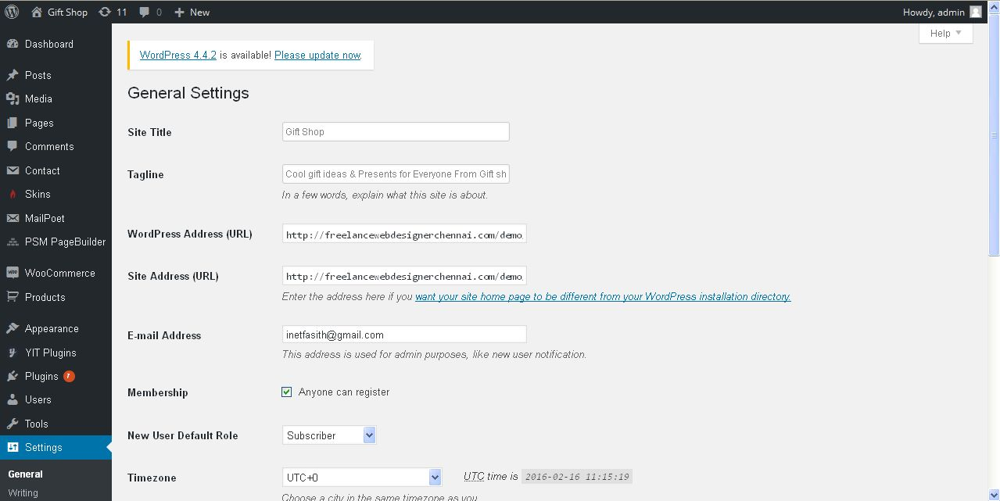 Gift Shop 11 0 New Howdy, admin
Help
Dashboard
Posts
Media
Pages
Comments
Contact
Skins
MailPoet
PSM PageBuilder
WooCommerce
Products
Appearance
YIT Plugins
Plugins 7
Users
Tools
Settings
General
Writing
WordPress 4.4.2 is available! Please update now.
General Settings
Site Title Gift Shop
Tagline Cool gift ideas & Presents for Everyone From Gift sh
In a few words, explain what this site is about.
WordPress Address (URL) http://freelancewebdesignerchennai.com/demo
Site Address (URL) http://freelancewebdesignerchennai.com/demo
Enter the address here if you want your site home page to be different from your WordPress installation directory.
E-mail Address inetfasith@gmail.com
This address is used for admin purposes, like new user notification.
Membership Anyone can register
New User Default Role Subscriber
Timezone UTC+0 UTC time is 2016-02-16 11:15:19
Choose a city in the same timezone as you.